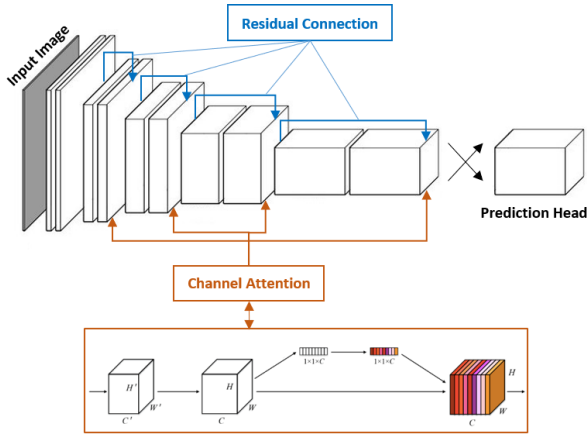 Residual Connection
Input Image
Prediction Head
Channel Attention
1×1×C
1×1×C
H'
W'
C'
H
W
C
H
W
C